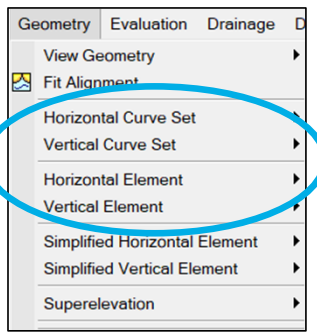 Geometry Evaluation Drainage D
View Geometry
Fit Alignment
Horizontal Curve Set
Vertical Curve Set
Horizontal Element
Vertical Element
Simplified Horizontal Element
Simplified Vertical Element
Superelevation